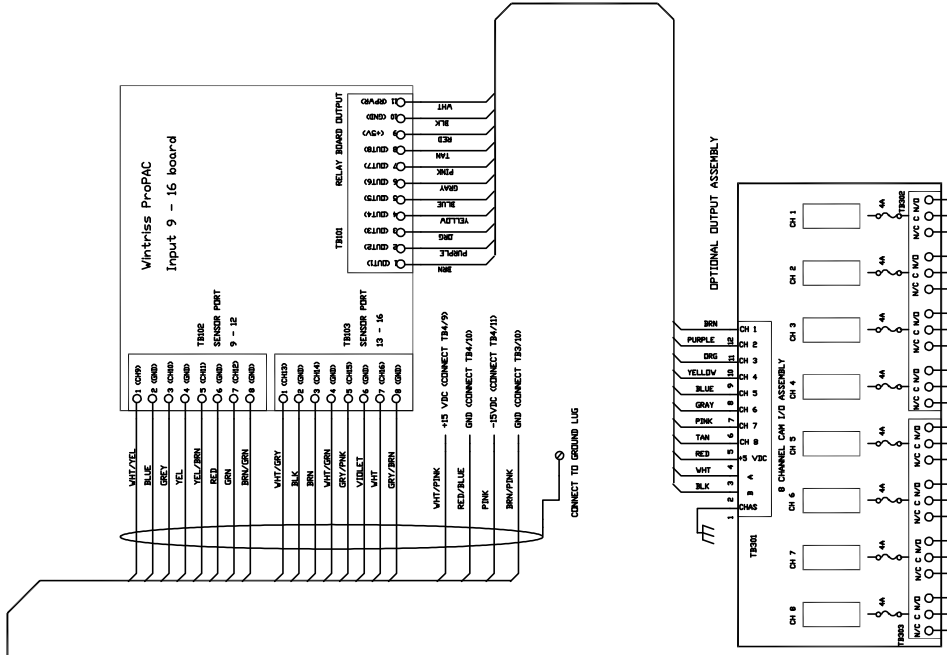 Wintriss ProPAC
Input 9 - 16 board
RELAY BOARD OUTPUT
TB101
11 (RPWR) WHT
10 (GND) BLK
9 (+5V) RED
8 (OUT8) TAN
7 (OUT7) PINK
6 (OUT6) GRAY
5 (OUT5) BLUE
4 (OUT4) YELLOW
3 (OUT3) ORG
2 (OUT2) PURPLE
1 (OUT1) BRN
TB102
SENSOR PORT
9 - 12
1 (CH9)
2 (GND)
3 (CH10)
4 (GND)
5 (CH11)
6 (GND)
7 (CH12)
8 (GND)
TB103
SENSOR PORT
13 - 16
1 (CH13)
2 (GND)
3 (CH14)
4 (GND)
5 (CH15)
6 (GND)
7 (CH16)
8 (GND)
WHT/YEL
BLUE
GREY
YEL
YEL/BRN
RED
GRN
BRN/GRN
WHT/GRY
BLK
BRN
WHT/GRN
GRY/PNK
VIOLET
WHT
GRY/BRN
WHT/PINK
+15 VDC (CONNECT TB4/9)
RED/BLUE
GND (CONNECT TB4/10)
PINK
-15VDC (CONNECT TB4/11)
BRN/PINK
GND (CONNECT TB3/10)
CONNECT TO GROUND LUG
OPTIONAL OUTPUT ASSEMBLY
8 CHANNEL CAM I/O ASSEMBLY
TB301
BRN CH 1
PURPLE 12 CH 2
ORG 11 CH 3
YELLOW 10 CH 4
BLUE 9 CH 5
GRAY 8 CH 6
PINK 7 CH 7
TAN 6 CH 8
RED 5 +5 VDC
WHT 4 A
BLK 3 B
2 CHAS
1
TB302
CH 1 4A N/C C N/O
CH 2 4A N/C C N/O
CH 3 4A N/C C N/O
CH 4 4A N/C C N/O
CH 5 4A N/C C N/O
CH 6 4A N/C C N/O
CH 7 4A N/C C N/O
CH 8 4A N/C C N/O
TB303